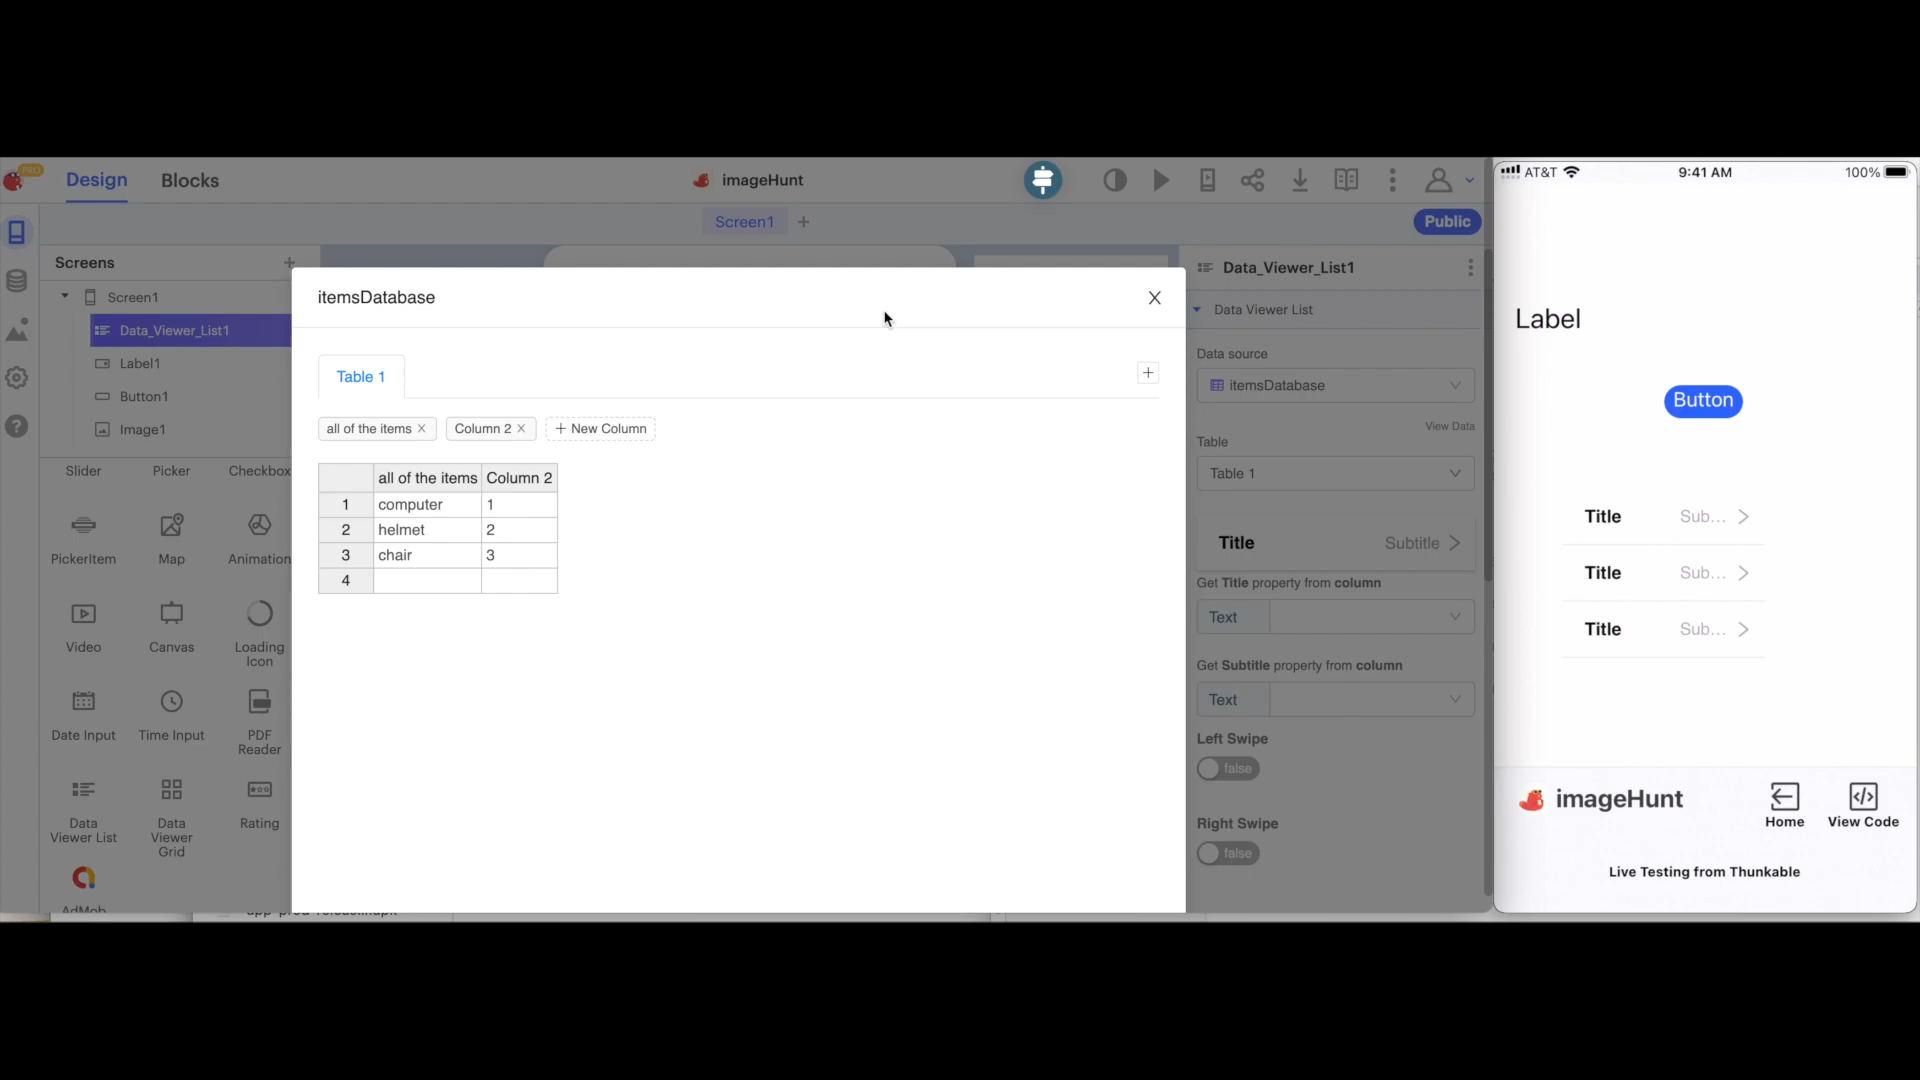 PRO
Design
Blocks
imageHunt
Screen1
Public
Screens
Screen1
Data_Viewer_List1
Label1
Button1
Image1
Slider
Picker
Checkbox
PickerItem
Map
Animation
Video
Canvas
Loading
Icon
Date Input
Time Input
PDF
Reader
Data
Viewer List
Data
Viewer
Grid
Rating
AdMob
itemsDatabase
Table 1
all of the items
Column 2
New Column
all of the items Column 2
1 computer 1
2 helmet 2
3 chair 3
4
Data_Viewer_List1
Data Viewer List
Data source
itemsDatabase
View Data
Table
Table 1
Title Subtitle
Get Title property from column
Text
Get Subtitle property from column
Text
Left Swipe
false
Right Swipe
false
AT&T 9:41 AM 100%
Label
Button
Title Sub...
Title Sub...
Title Sub...
imageHunt
Home
View Code
Live Testing from Thunkable